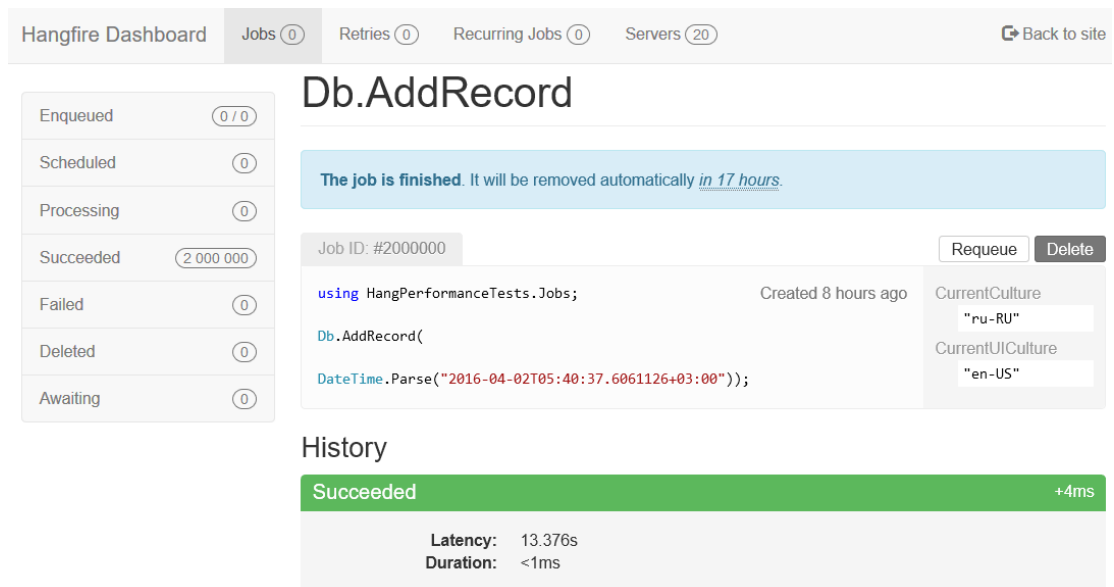 Hangfire Dashboard Jobs 0 Retries 0 Recurring Jobs 0 Servers 20 Back to site
Enqueued 0 / 0
Scheduled 0
Processing 0
Succeeded 2 000 000
Failed 0
Deleted 0
Awaiting 0
Db.AddRecord
The job is finished. It will be removed automatically in 17 hours.
Job ID: #2000000 Requeue Delete
using HangPerformanceTests.Jobs; Created 8 hours ago
Db.AddRecord(
DateTime.Parse("2016-04-02T05:40:37.6061126+03:00"));
CurrentCulture
"ru-RU"
CurrentUICulture
"en-US"
History
Succeeded +4ms
Latency: 13.376s
Duration: <1ms